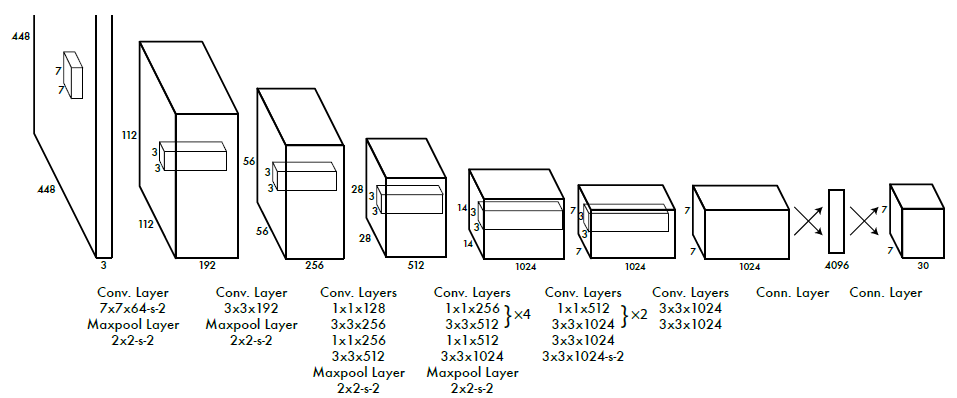 448
7
7
448
3
112
3
3
112
192
56
3
3
56
256
28
3
3
28
512
14
3
3
14
1024
7
3
3
7
1024
7
7
1024
4096
7
7
30
Conv. Layer
7x7x64-s-2
Maxpool Layer
2x2-s-2
Conv. Layer
3x3x192
Maxpool Layer
2x2-s-2
Conv. Layers
1x1x128
3x3x256
1x1x256
3x3x512
Maxpool Layer
2x2-s-2
Conv. Layers
1x1x256
3x3x512
}×4
1x1x512
3x3x1024
Maxpool Layer
2x2-s-2
Conv. Layers
1x1x512
3x3x1024
}×2
3x3x1024
3x3x1024-s-2
Conv. Layers
3x3x1024
3x3x1024
Conn. Layer
Conn. Layer